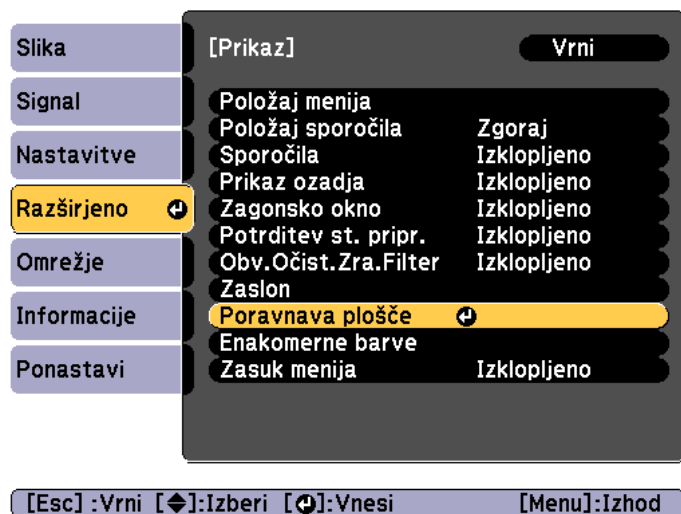 Slika
Signal
Nastavitve
Razširjeno
Omrežje
Informacije
Ponastavi
[Prikaz] Vrni
Položaj menija
Položaj sporočila Zgoraj
Sporočila Izklopljeno
Prikaz ozadja Izklopljeno
Zagonsko okno Izklopljeno
Potrditev st. pripr. Izklopljeno
Obv.Očist.Zra.Filter Izklopljeno
Zaslon
Poravnava plošče
Enakomerne barve
Zasuk menija Izklopljeno
[Esc] :Vrni [◆]:Izberi [↵]:Vnesi [Menu]:Izhod